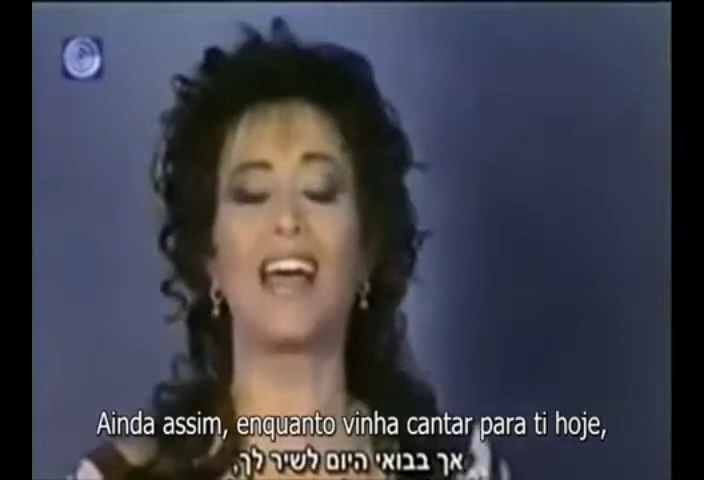 Ainda assim, enquanto vinha cantar para ti hoje,
אך בבואי היום לשיר לך,